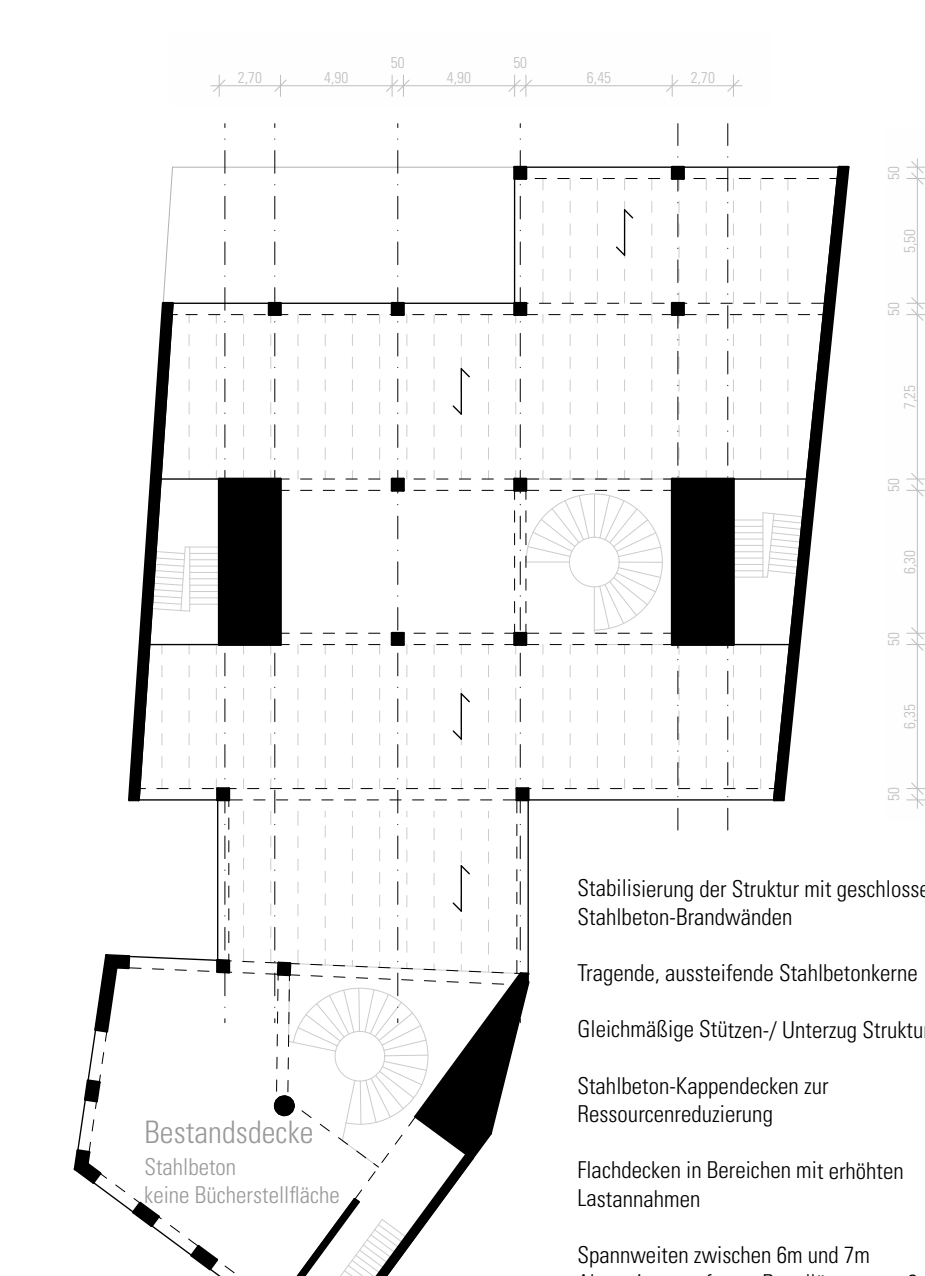 50
50
2,70
4,90
4,90
6,45
2,70
50
5,50
50
7,25
50
6,30
50
6,35
50
Stabilisierung der Struktur mit geschlosse
Stahlbeton-Brandwänden
Tragende, aussteifende Stahlbetonkerne
Gleichmäßige Stützen-/ Unterzug Struktur
Stahlbeton-Kappendecken zur
Ressourcenreduzierung
Flachdecken in Bereichen mit erhöhten
Lastannahmen
Spannweiten zwischen 6m und 7m
Bestandsdecke
Stahlbeton
keine Bücherstellfläche